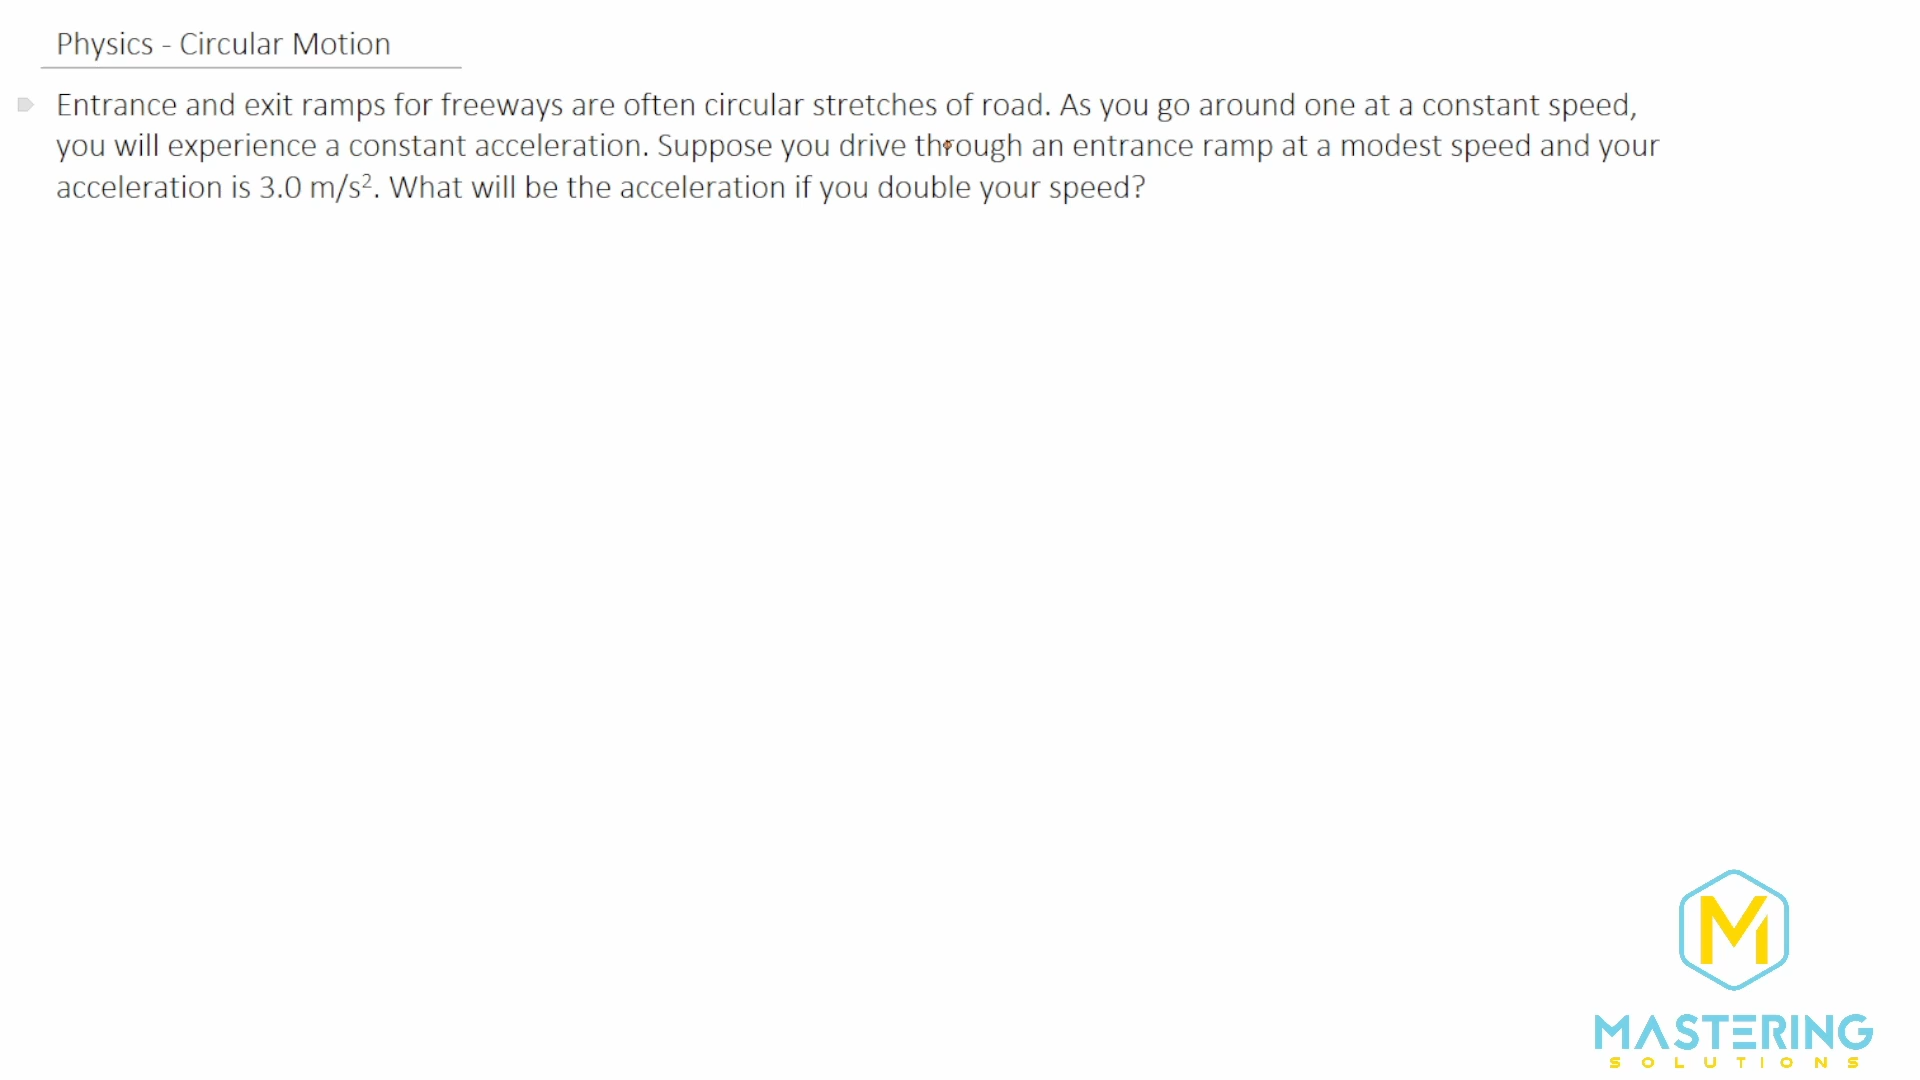 Physics - Circular Motion
Entrance and exit ramps for freeways are often circular stretches of road. As you go around one at a constant speed,
you will experience a constant acceleration. Suppose you drive through an entrance ramp at a modest speed and your
acceleration is 3.0 m/s². What will be the acceleration if you double your speed?
M
MASTERING
SOLUTIONS